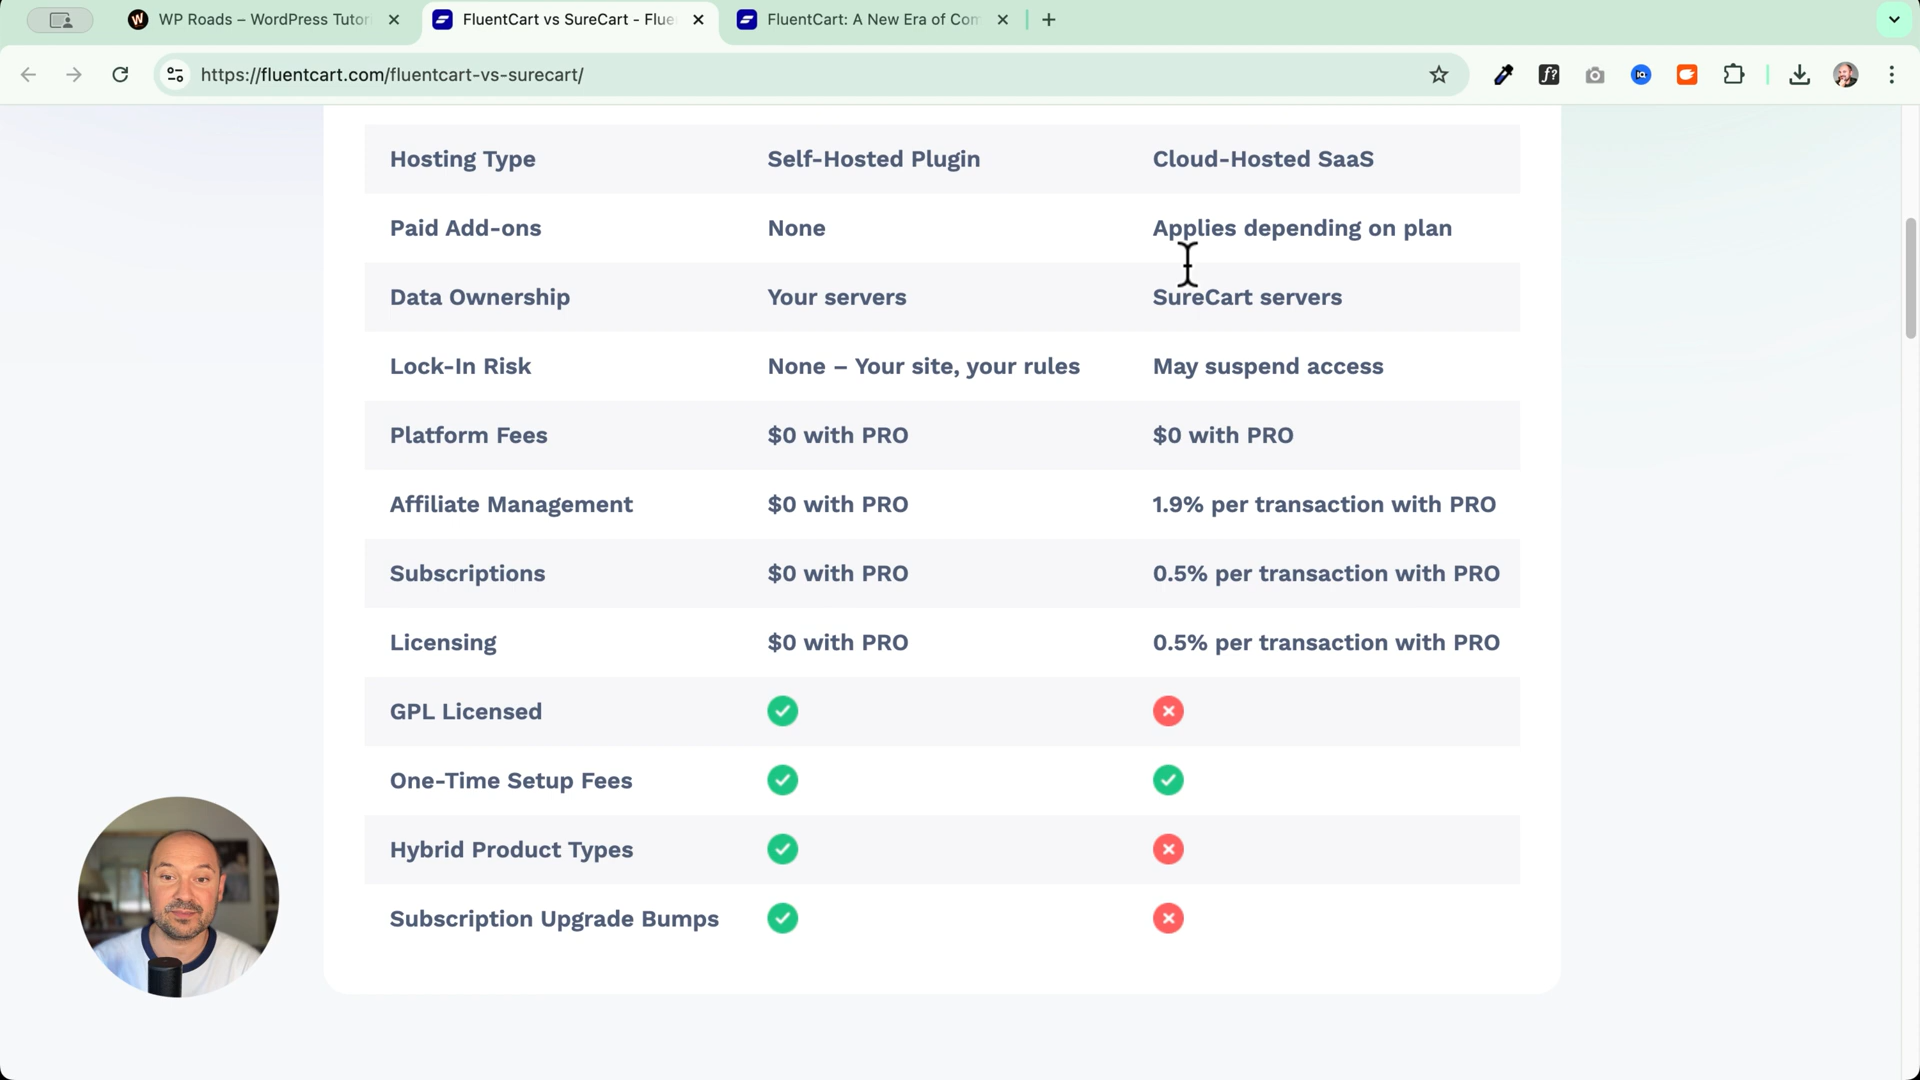 WP Roads – WordPress Tutor
FluentCart vs SureCart - Flue
FluentCart: A New Era of Com
https://fluentcart.com/fluentcart-vs-surecart/
f?
IQ
Hosting Type Self-Hosted Plugin Cloud-Hosted SaaS
Paid Add-ons None Applies depending on plan
Data Ownership Your servers SureCart servers
Lock-In Risk None – Your site, your rules May suspend access
Platform Fees $0 with PRO $0 with PRO
Affiliate Management $0 with PRO 1.9% per transaction with PRO
Subscriptions $0 with PRO 0.5% per transaction with PRO
Licensing $0 with PRO 0.5% per transaction with PRO
GPL Licensed
One-Time Setup Fees
Hybrid Product Types
Subscription Upgrade Bumps